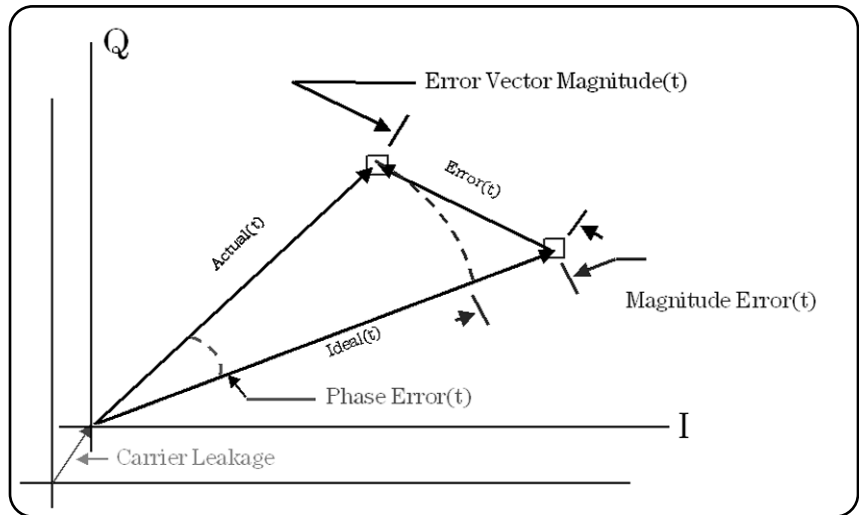 Q
Error Vector Magnitude(t)
Error(t)
Actual(t)
Magnitude Error(t)
Ideal(t)
Phase Error(t)
I
Carrier Leakage